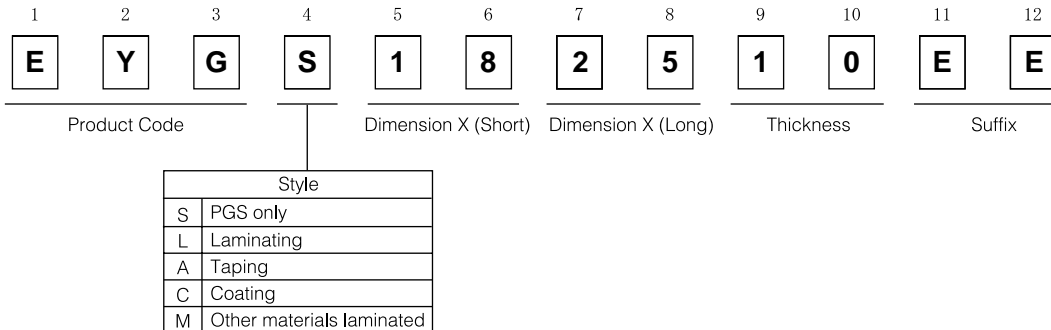 1 2 3 4 5 6 7 8 9 10 11 12
E Y G S 1 8 2 5 1 0 E E
Product Code Dimension X (Short) Dimension X (Long) Thickness Suffix
Style
S PGS only
L Laminating
A Taping
C Coating
M Other materials laminated